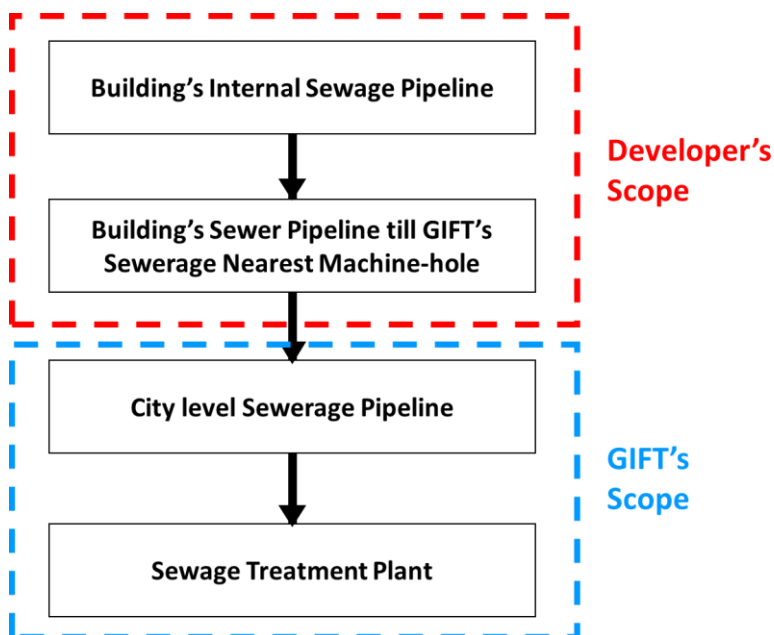 Building’s Internal Sewage Pipeline
Developer’s
Scope
Building’s Sewer Pipeline till GIFT’s
Sewerage Nearest Machine-hole
City level Sewerage Pipeline
GIFT’s
Scope
Sewage Treatment Plant